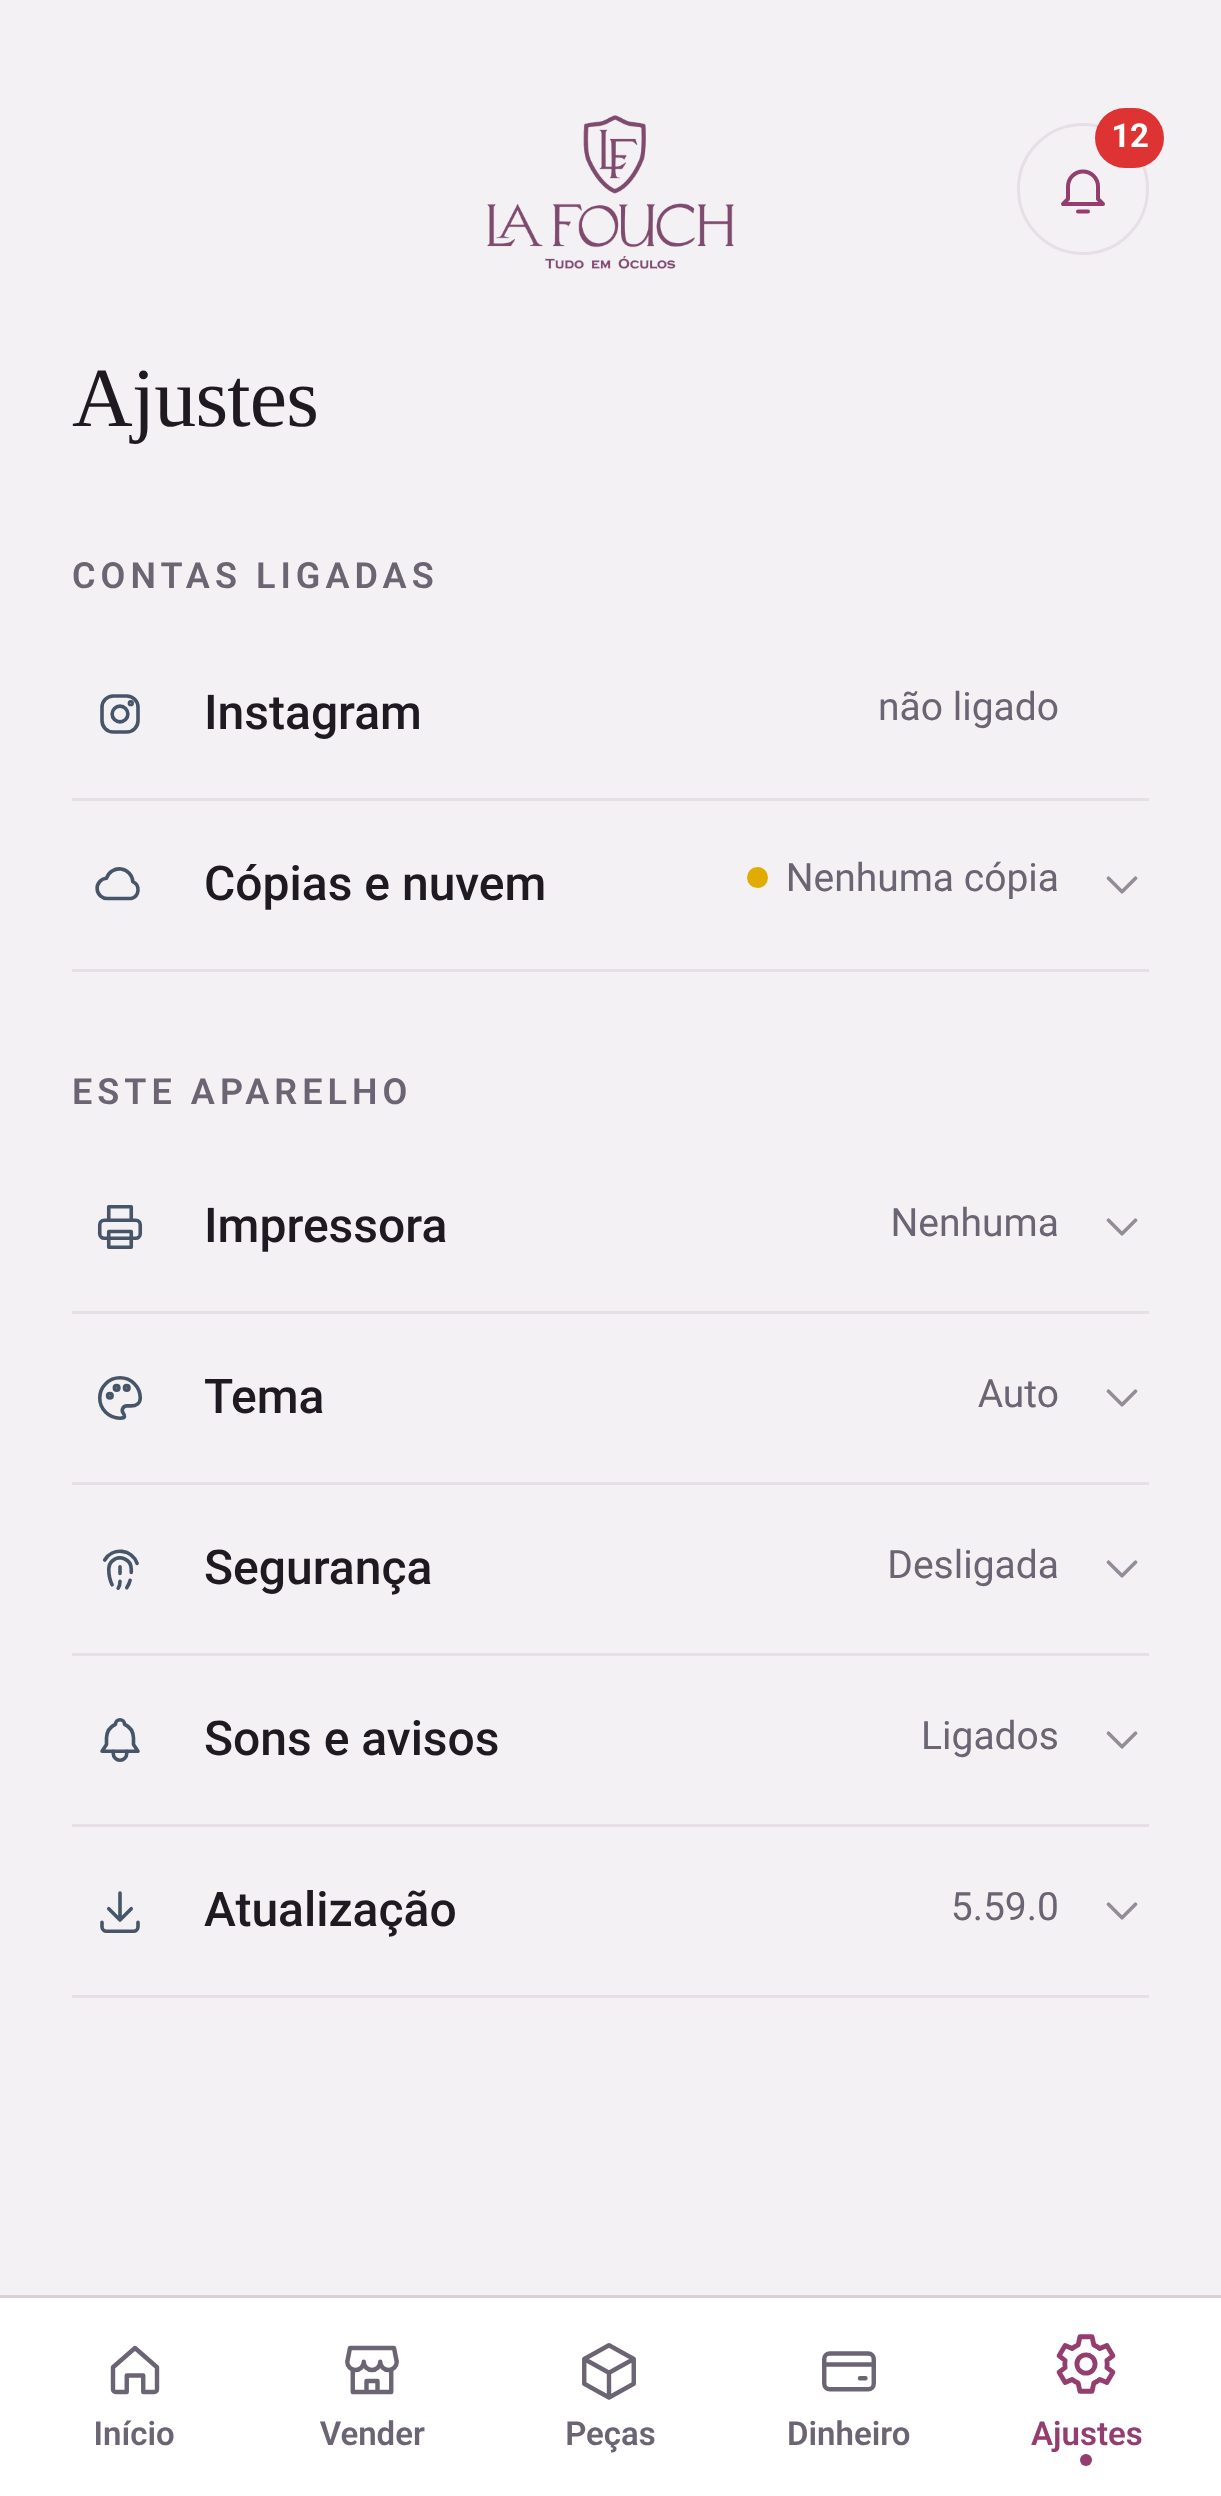 12
LF
LA FOUCH
Tudo em Óculos
Ajustes
CONTAS LIGADAS
Instagram não ligado
Cópias e nuvem Nenhuma cópia
ESTE APARELHO
Impressora Nenhuma
Tema Auto
Segurança Desligada
Sons e avisos Ligados
Atualização 5.59.0
Início Vender Peças Dinheiro Ajustes